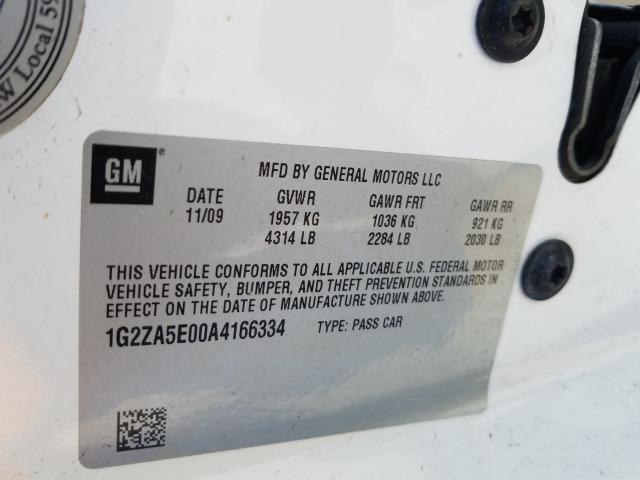 W Local 59
GM
MFD BY GENERAL MOTORS LLC
DATE GVWR GAWR FRT GAWR RR
11/09 1957 KG 1036 KG 921 KG
4314 LB 2284 LB 2030 LB
THIS VEHICLE CONFORMS TO ALL APPLICABLE U.S. FEDERAL MOTOR
VEHICLE SAFETY, BUMPER, AND THEFT PREVENTION STANDARDS IN
EFFECT ON THE DATE OF MANUFACTURE SHOWN ABOVE.
1G2ZA5E00A4166334 TYPE: PASS CAR